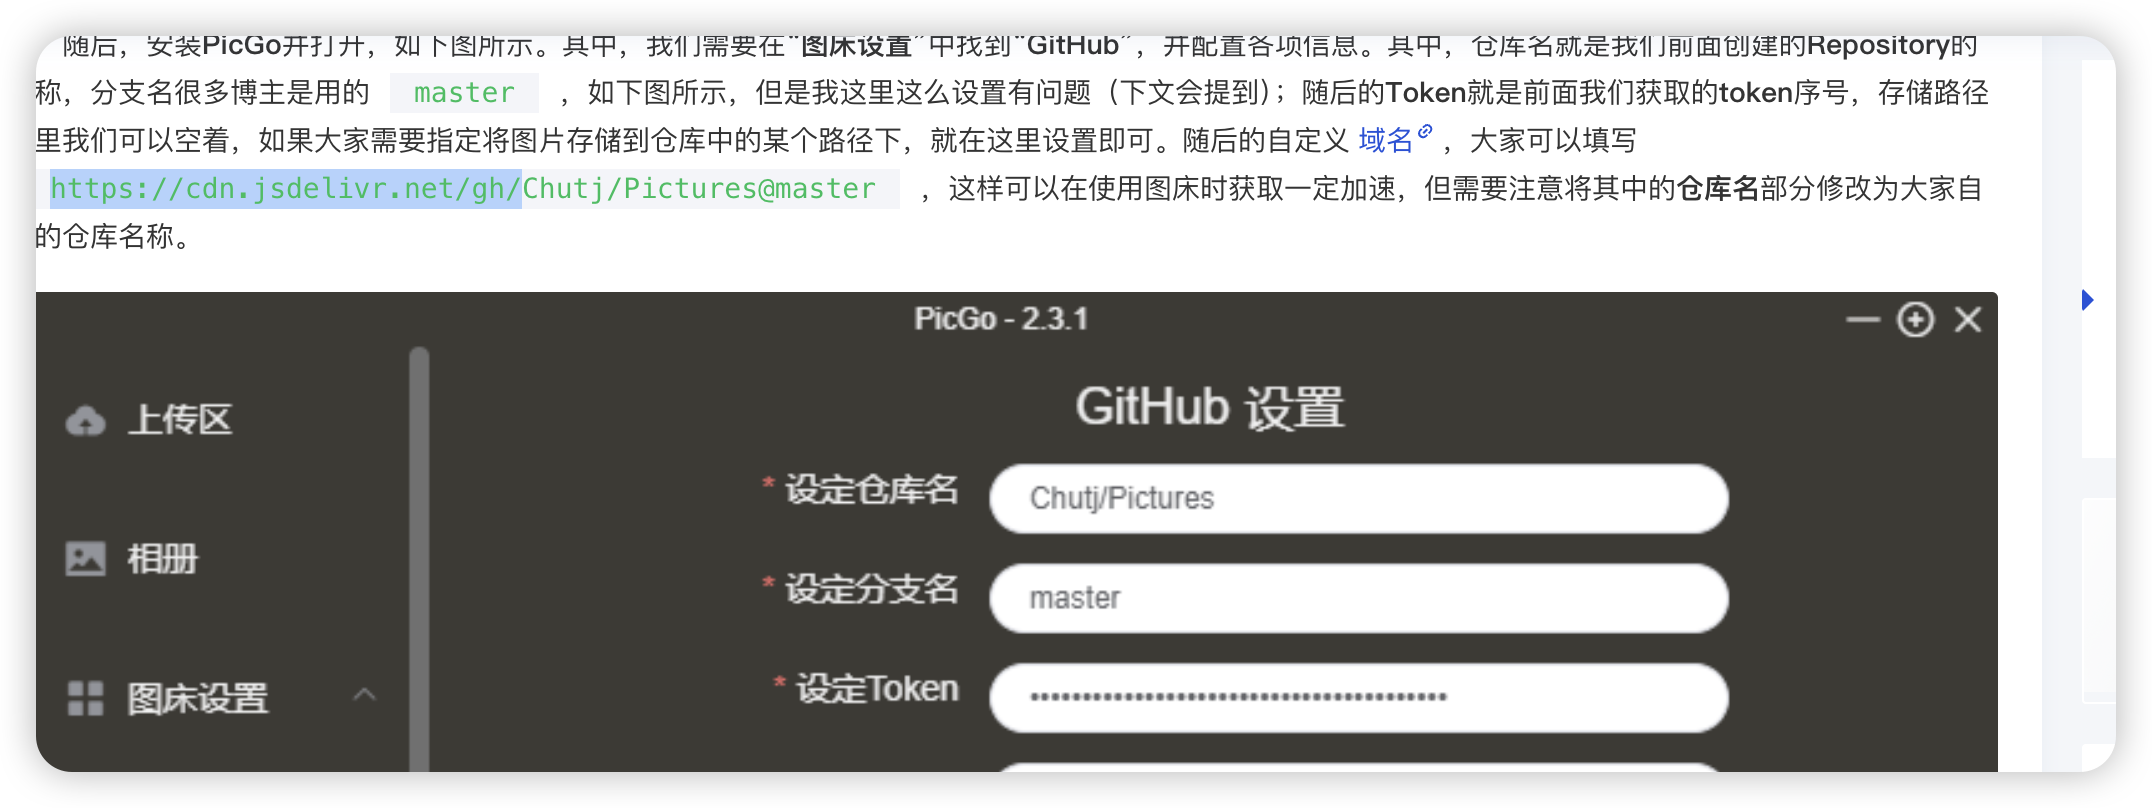 随后，安装PicGo并打开，如下图所示。其中，我们需要在“图床设置”中找到“GitHub”，并配置各项信息。其中，仓库名就是我们前面创建的Repository的
称，分支名很多博主是用的 master ，如下图所示，但是我这里这么设置有问题（下文会提到）；随后的Token就是前面我们获取的token序号，存储路径
里我们可以空着，如果大家需要指定将图片存储到仓库中的某个路径下，就在这里设置即可。随后的自定义 域名 ，大家可以填写
https://cdn.jsdelivr.net/gh/Chutj/Pictures@master ，这样可以在使用图床时获取一定加速，但需要注意将其中的仓库名部分修改为大家自
的仓库名称。
PicGo - 2.3.1
上传区
GitHub 设置
* 设定仓库名 Chutj/Pictures
相册
* 设定分支名 master
图床设置
* 设定Token